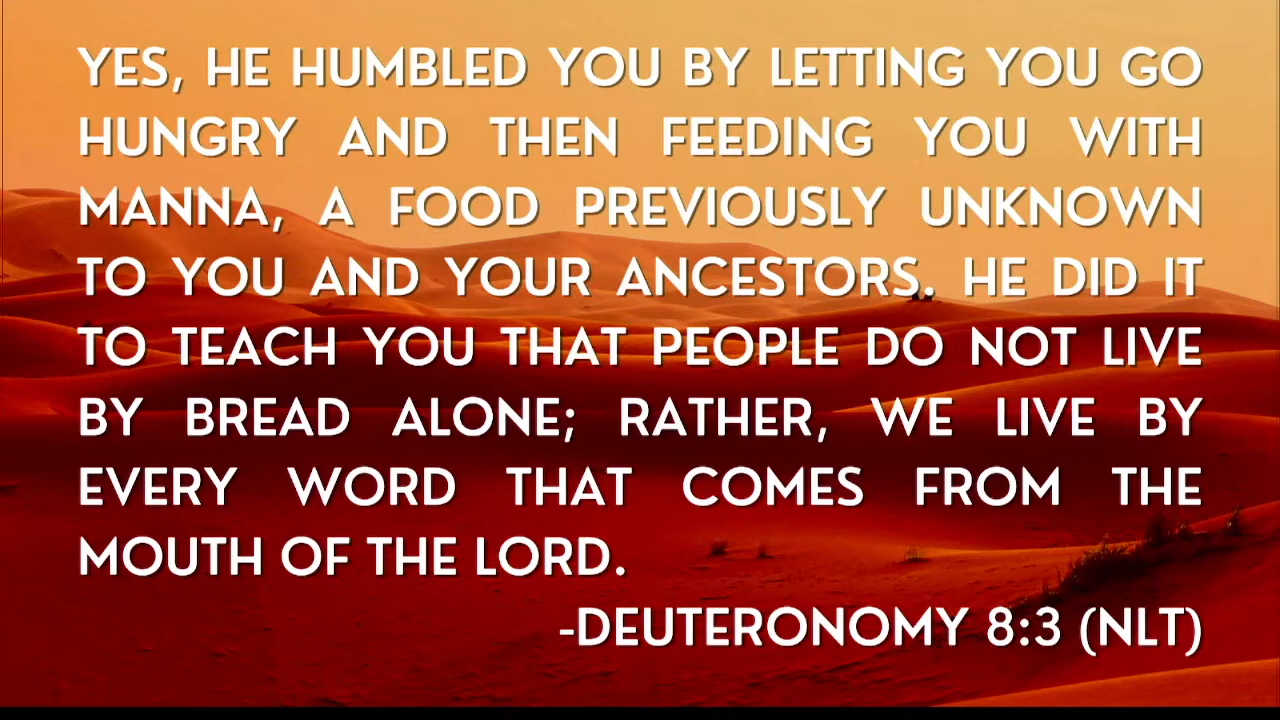 YES, HE HUMBLED YOU BY LETTING YOU GO
HUNGRY AND THEN FEEDING YOU WITH
MANNA, A FOOD PREVIOUSLY UNKNOWN
TO YOU AND YOUR ANCESTORS. HE DID IT
TO TEACH YOU THAT PEOPLE DO NOT LIVE
BY BREAD ALONE; RATHER, WE LIVE BY
EVERY WORD THAT COMES FROM THE
MOUTH OF THE LORD.
-DEUTERONOMY 8:3 (NLT)